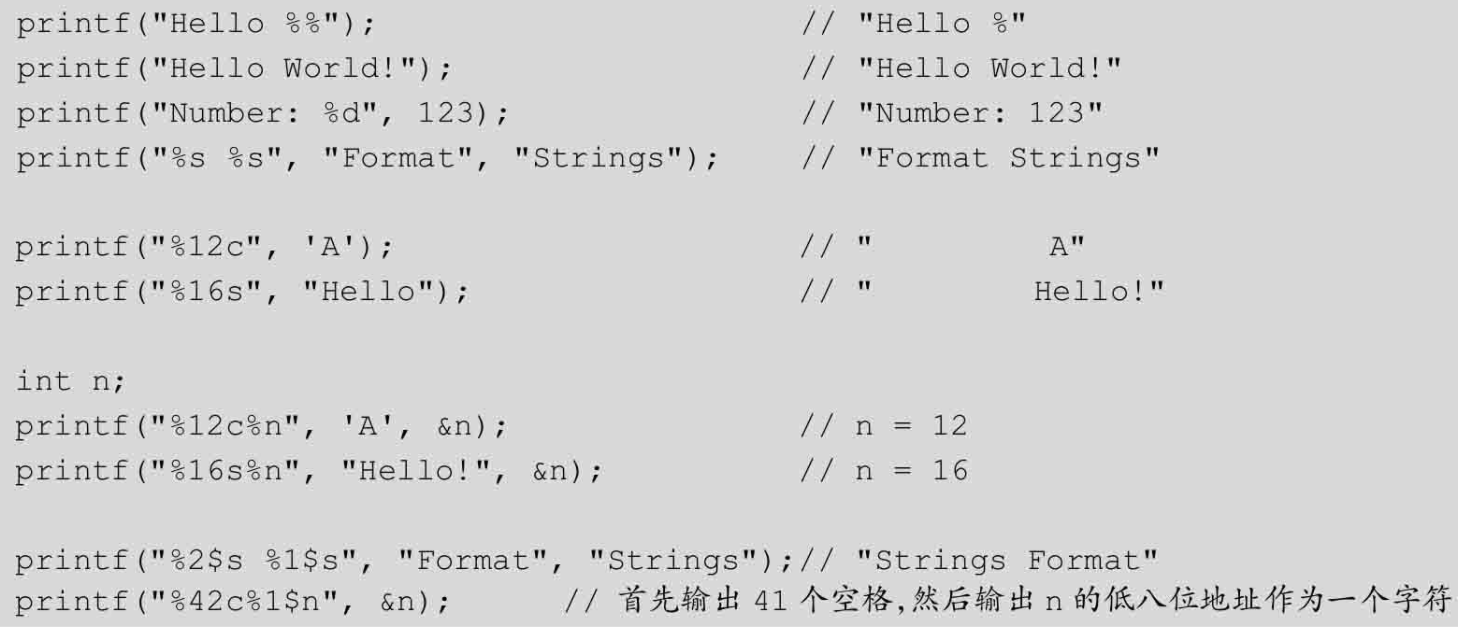 printf("Hello %%"); // "Hello %"
printf("Hello World!"); // "Hello World!"
printf("Number: %d", 123); // "Number: 123"
printf("%s %s", "Format", "Strings"); // "Format Strings"
printf("%12c", 'A'); // "           A"
printf("%16s", "Hello"); // "          Hello!"
int n;
printf("%12c%n", 'A', &n); // n = 12
printf("%16s%n", "Hello!", &n); // n = 16
printf("%2$s %1$s", "Format", "Strings");// "Strings Format"
printf("%42c%1$n", &n); // 首先输出 41 个空格,然后输出 n 的低八位地址作为一个字符